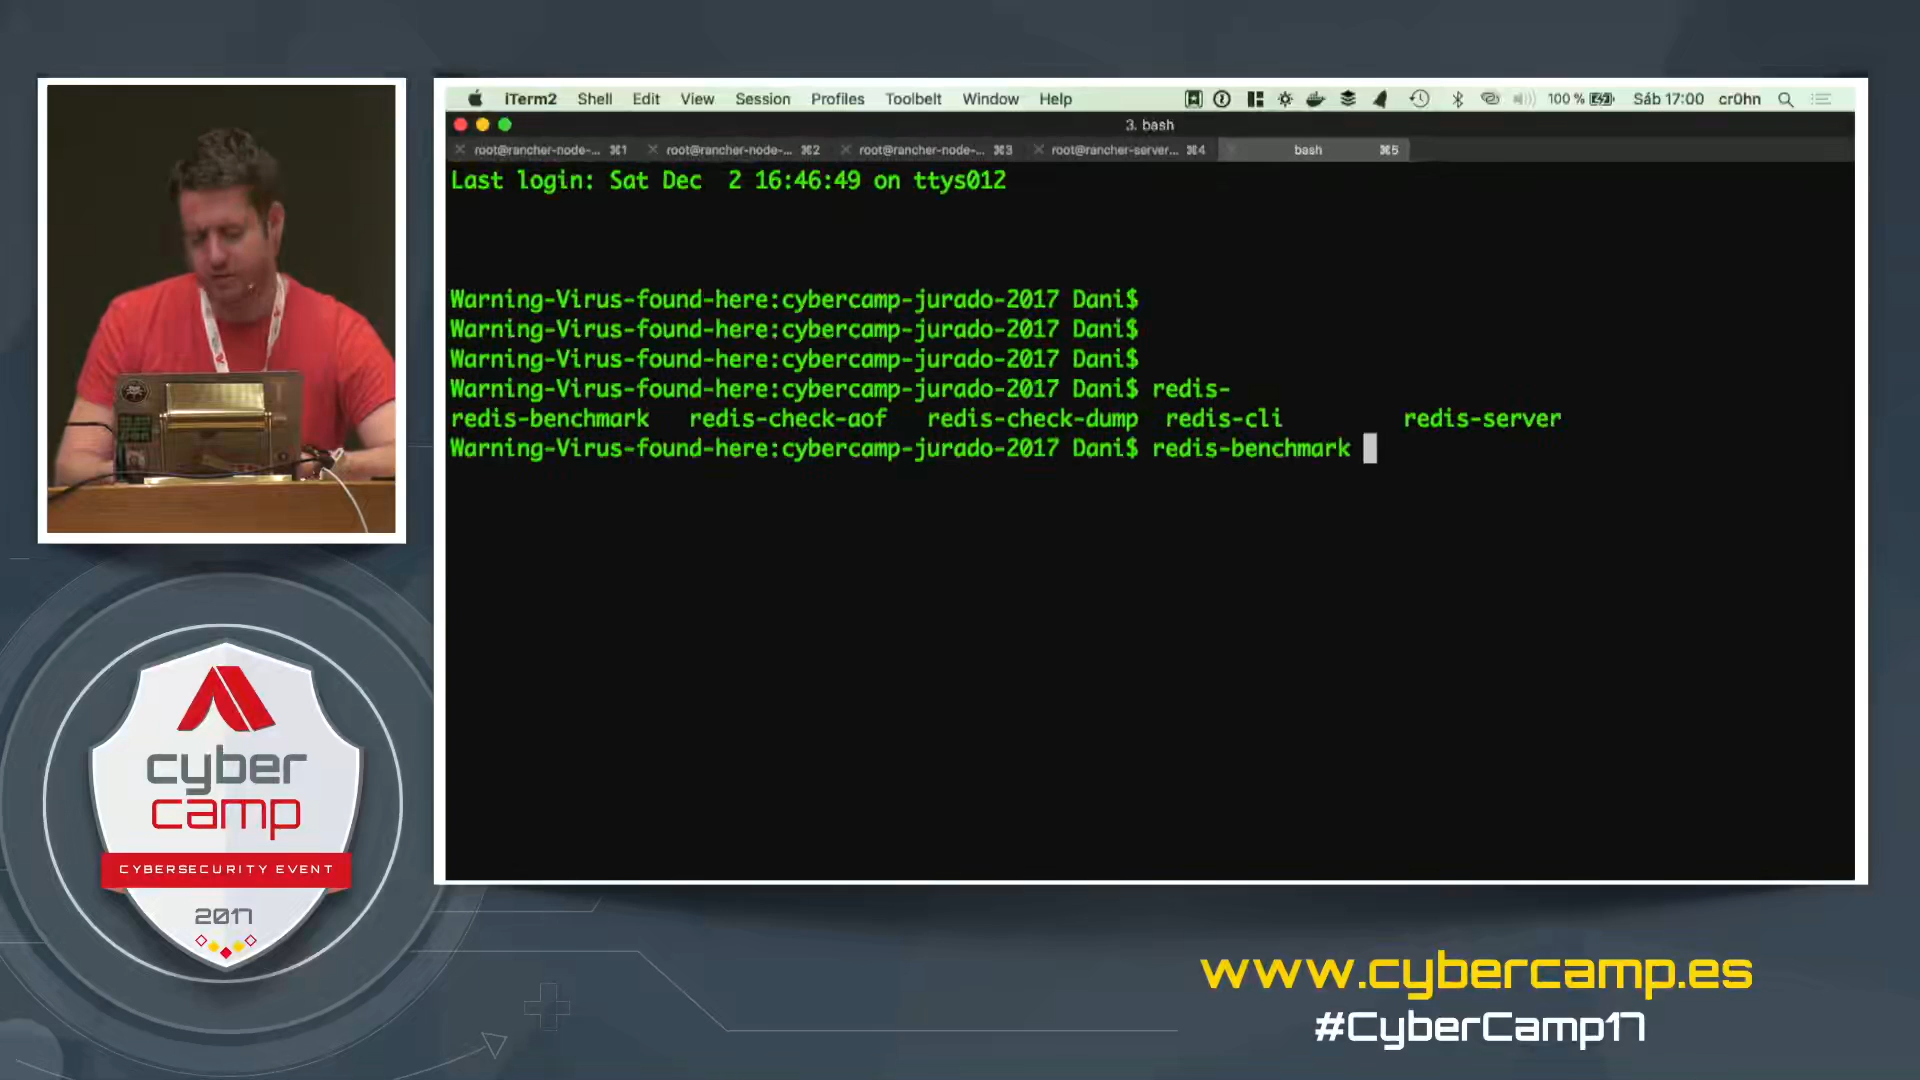 iTerm2 Shell Edit View Session Profiles Toolbelt Window Help 100 % Sáb 17:00 cr0hn
3. bash
root@rancher-node-... ⌘1 root@rancher-node-... ⌘2 root@rancher-node-... ⌘3 root@rancher-server... ⌘4 bash ⌘5
Last login: Sat Dec  2 16:46:49 on ttys012
Warning-Virus-found-here:cybercamp-jurado-2017 Dani$
Warning-Virus-found-here:cybercamp-jurado-2017 Dani$
Warning-Virus-found-here:cybercamp-jurado-2017 Dani$
Warning-Virus-found-here:cybercamp-jurado-2017 Dani$ redis-
redis-benchmark redis-check-aof redis-check-dump redis-cli redis-server
Warning-Virus-found-here:cybercamp-jurado-2017 Dani$ redis-benchmark
cyber
camp
CYBERSECURITY EVENT
2017
www.cybercamp.es
#CyberCamp17